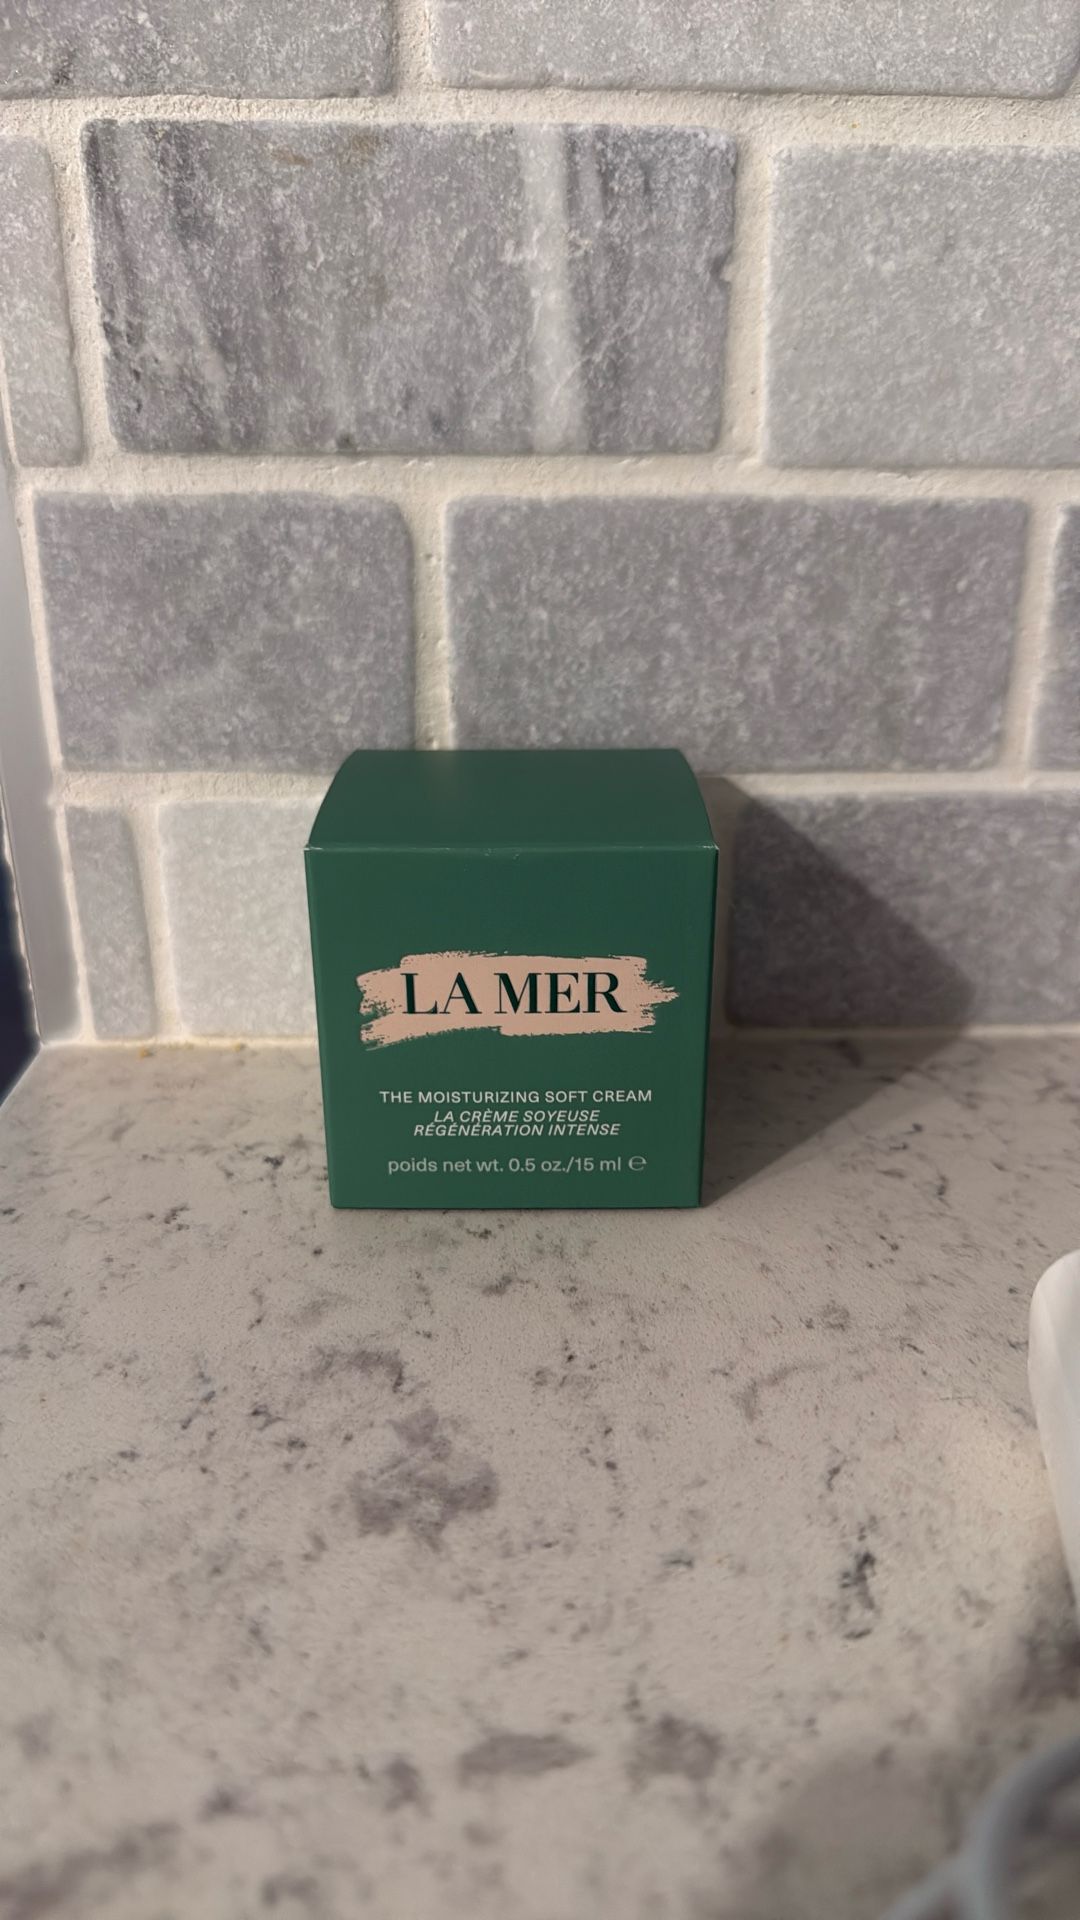 LA MER
THE MOISTURIZING SOFT CREAM
LA CRÈME SOYEUSE
RÉGÉNÉRATION INTENSE
poids net wt. 0.5 oz./15 ml ℮